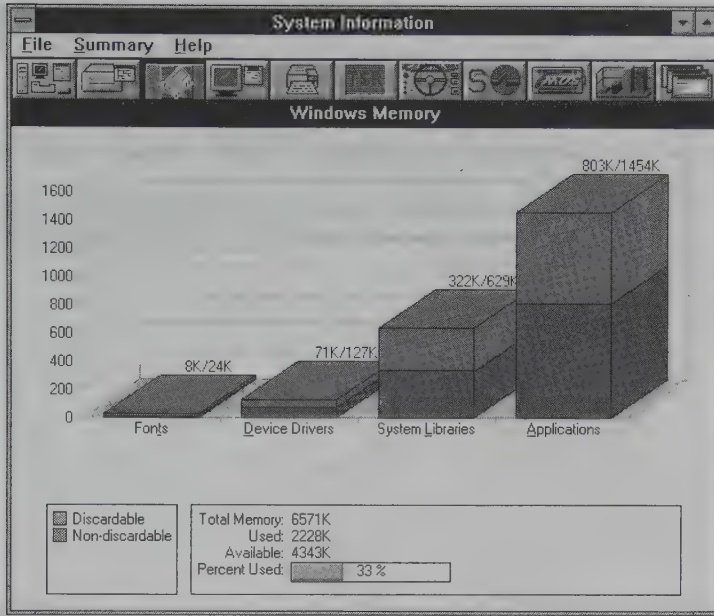 System Information
File Summary Help
Windows Memory
1600
1400
1200
1000
800
600
400
200
0
8K/24K
71K/127K
322K/629K
803K/1454K
Fonts
Device Drivers
System Libraries
Applications
Discardable
Non-discardable
Total Memory: 6571K
Used: 2228K
Available: 4343K
Percent Used: 33 %